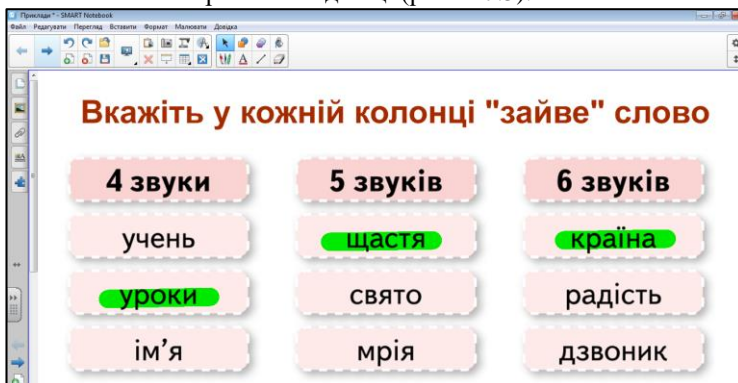 Приклади * - SMART Notebook
Файл Редагувати Перегляд Вставити Формат Малювати Довідка
Вкажіть у кожній колонці "зайве" слово
4 звуки 5 звуків 6 звуків
учень щастя країна
уроки свято радість
ім'я мрія дзвоник